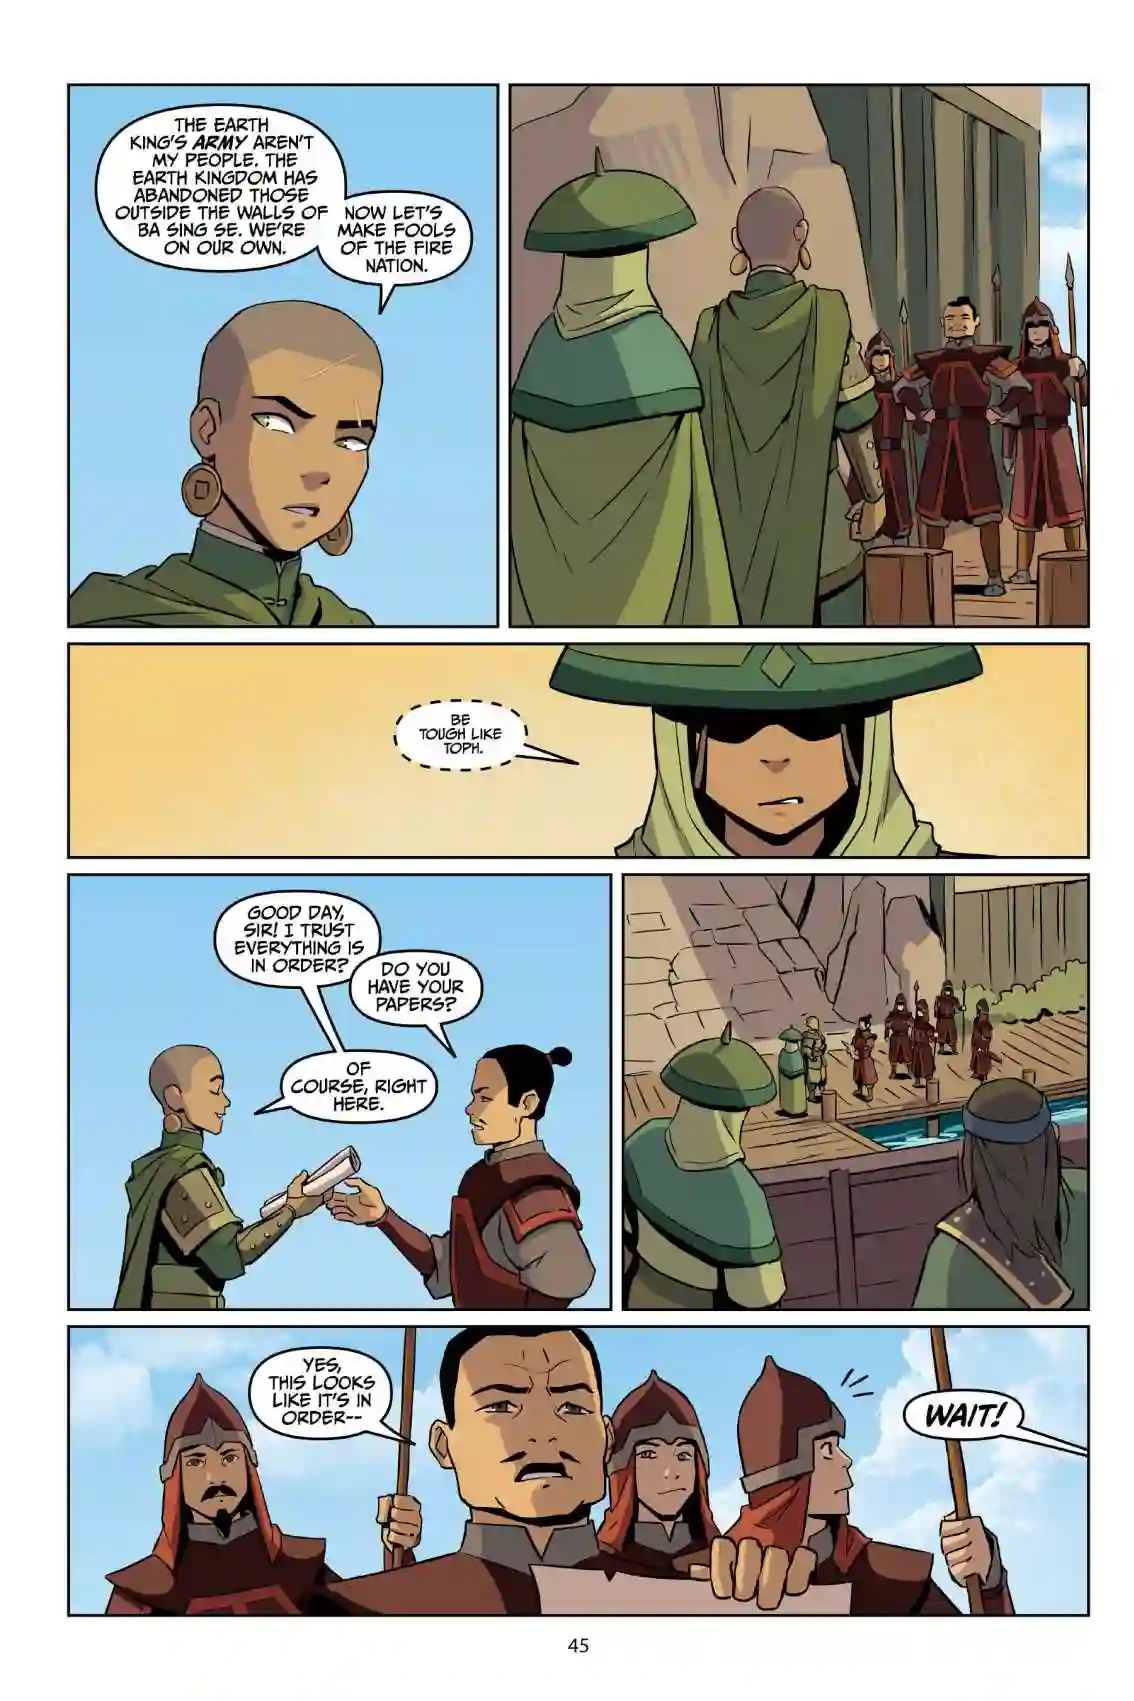 THE EARTH
KING'S ARMY AREN'T
MY PEOPLE. THE
EARTH KINGDOM HAS
ABANDONED THOSE
OUTSIDE THE WALLS OF
BA SING SE. WE'RE
ON OUR OWN.
NOW LET'S
MAKE FOOLS
OF THE FIRE
NATION.
BE
TOUGH LIKE
TOPH.
GOOD DAY,
SIR! I TRUST
EVERYTHING IS
IN ORDER?
DO YOU
HAVE YOUR
PAPERS?
OF
COURSE, RIGHT
HERE.
YES,
THIS LOOKS
LIKE IT'S IN
ORDER--
WAIT!
45